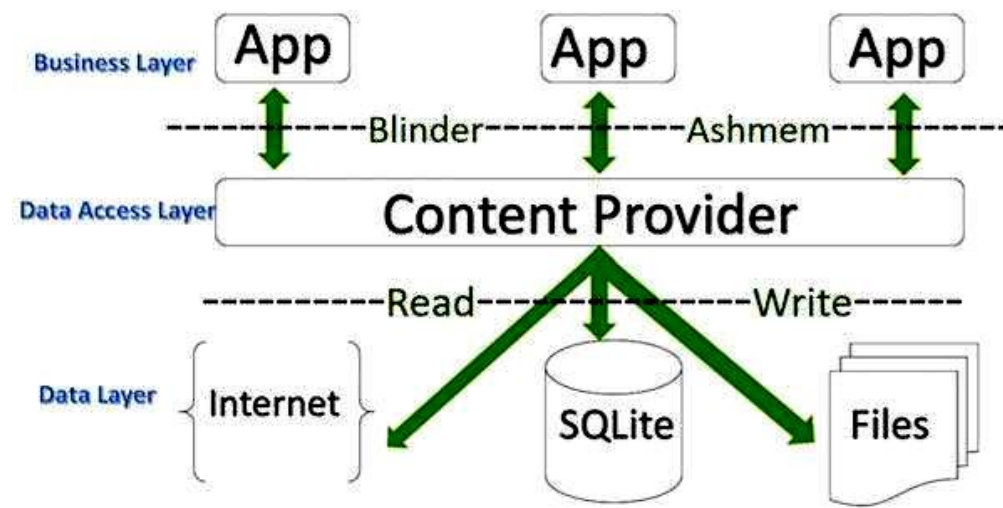 App App App
Business Layer
Blinder Ashmem
Data Access Layer Content Provider
Read Write
Data Layer Internet SQLite Files